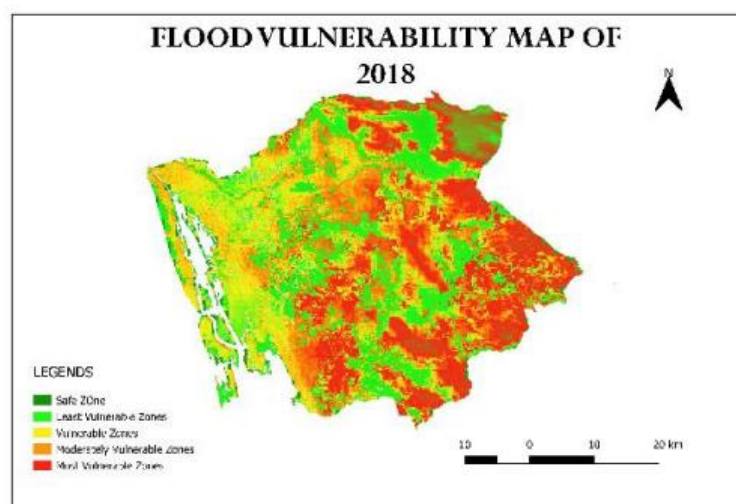 FLOOD VULNERABILITY MAP OF
2018
N
LEGENDS
Safe ZOne
Least Vulnerable Zones
Vulnerable Zones
Moderately Vulnerable Zones
Most Vulnerable Zones
10 0 10 20 km